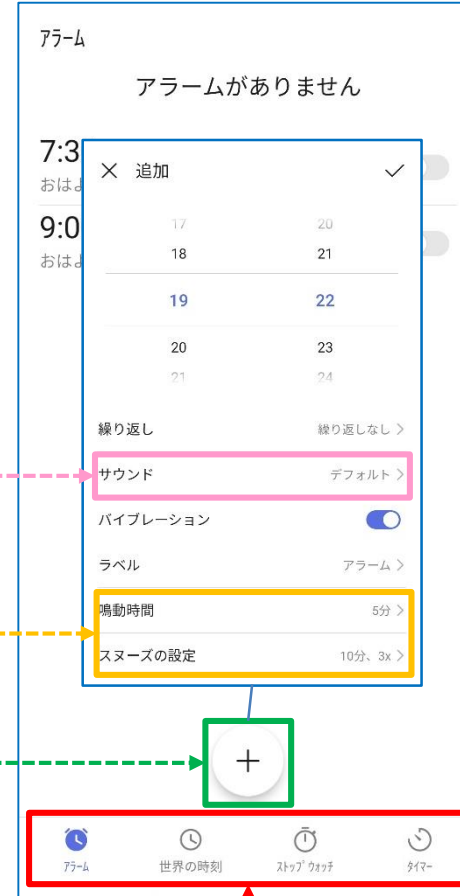 アラーム
アラームがありません
7:3
おはよ
9:0
おはよ
追加
17 20
18 21
19 22
20 23
21 24
繰り返し 繰り返しなし
サウンド デフォルト
バイブレーション
ラベル アラーム
鳴動時間 5分
スヌーズの設定 10分、3x
アラーム 世界の時刻 ストップウォッチ タイマー